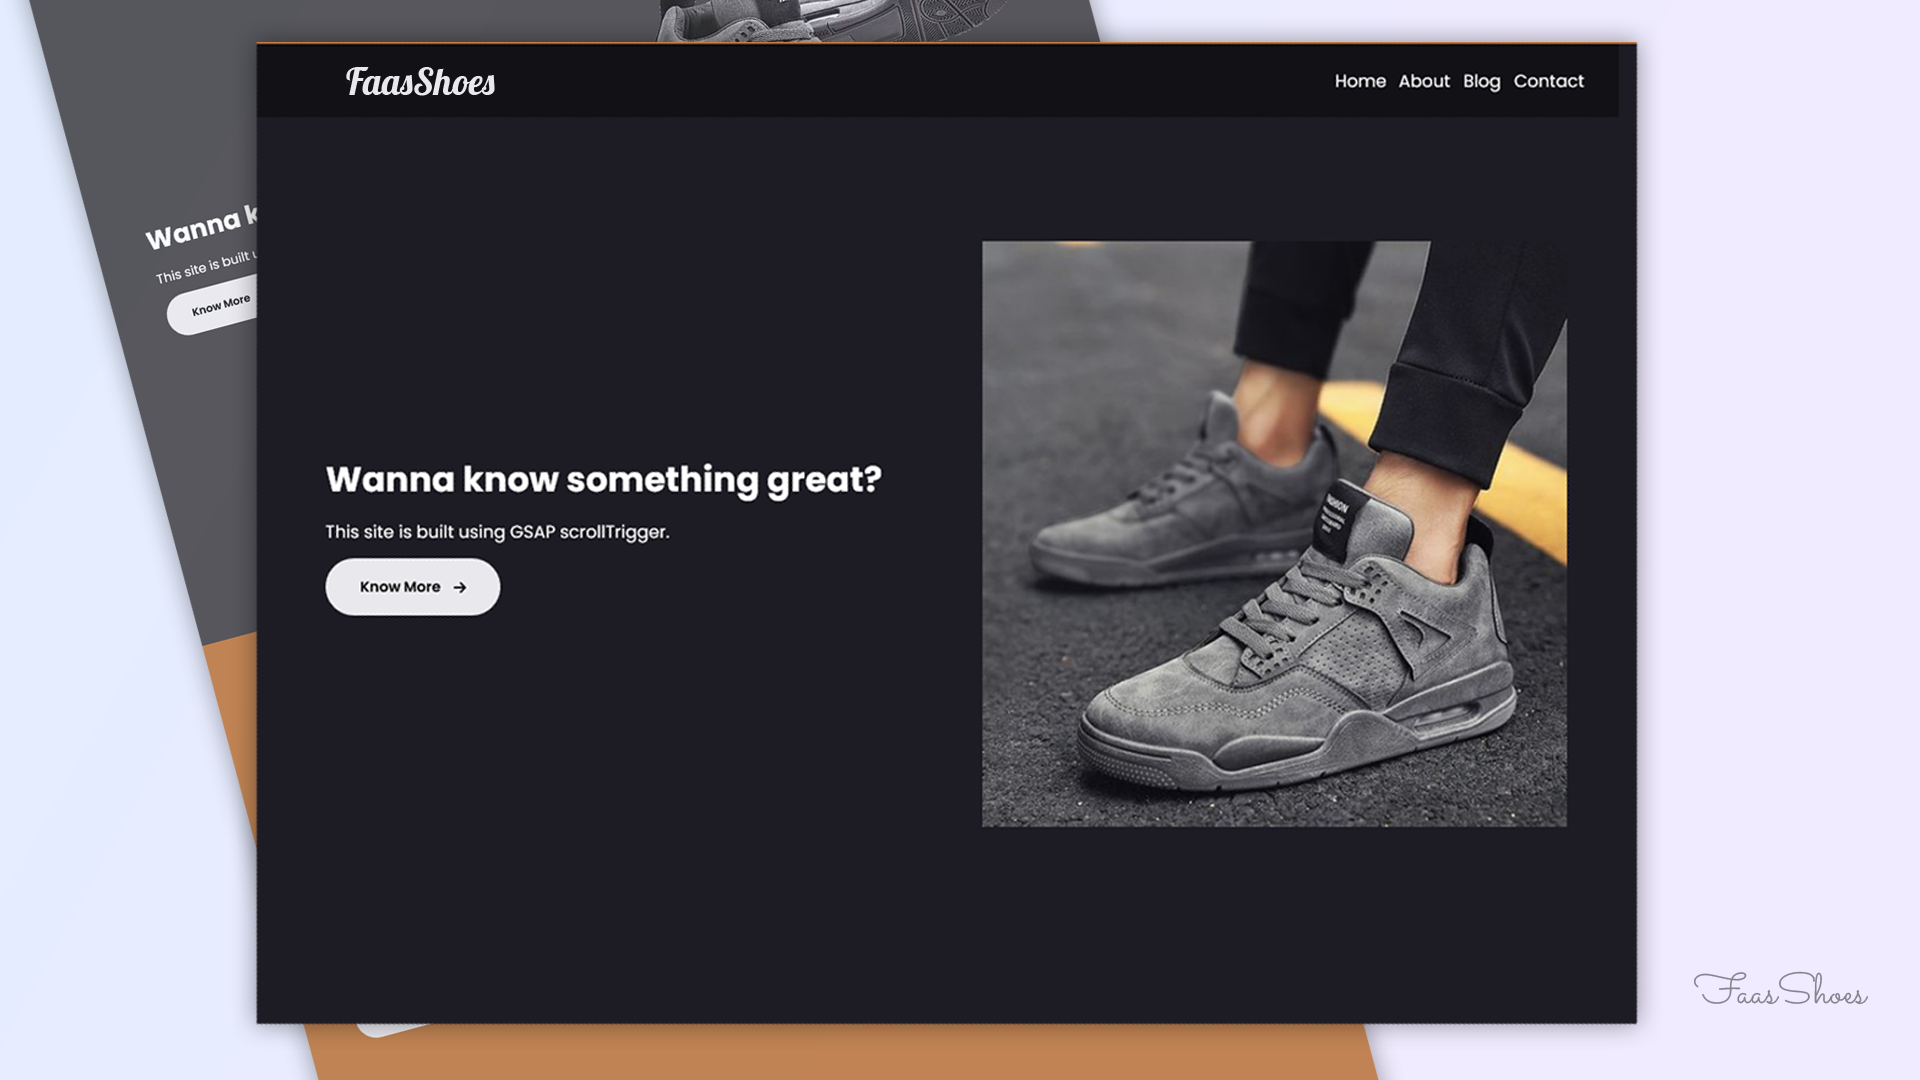 FaasShoes
Home About Blog Contact
Wanna k
This site is built
Know More
Wanna know something great?
This site is built using GSAP scrollTrigger.
Know More →
FASHION
FaasShoes